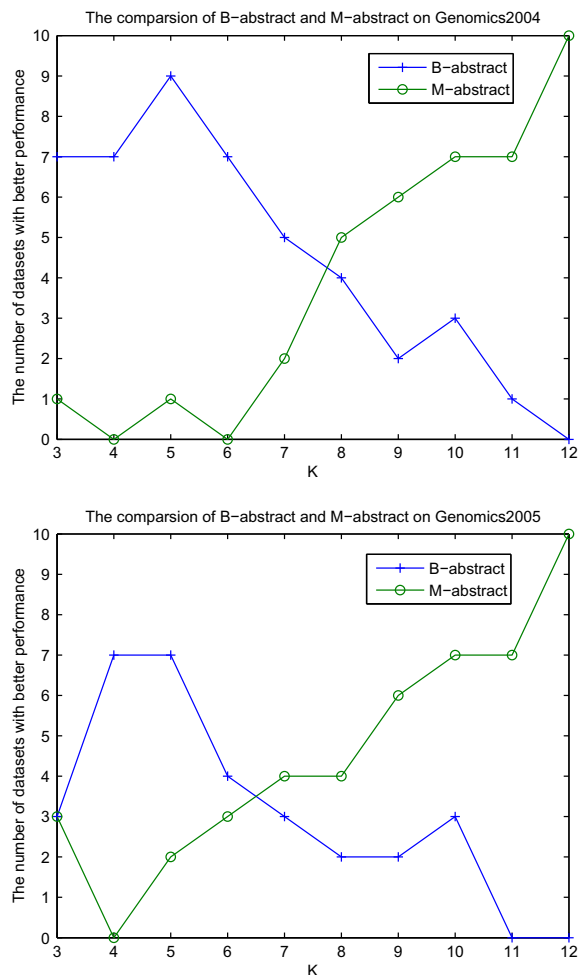 The comparsion of B−abstract and M−abstract on Genomics2004
10
9
8
7
6
5
4
3
2
1
0
The number of datasets with better performance
B−abstract
M−abstract
3 4 5 6 7 8 9 10 11 12
K
The comparsion of B−abstract and M−abstract on Genomics2005
10
9
8
7
6
5
4
3
2
1
0
The number of datasets with better performance
B−abstract
M−abstract
3 4 5 6 7 8 9 10 11 12
K